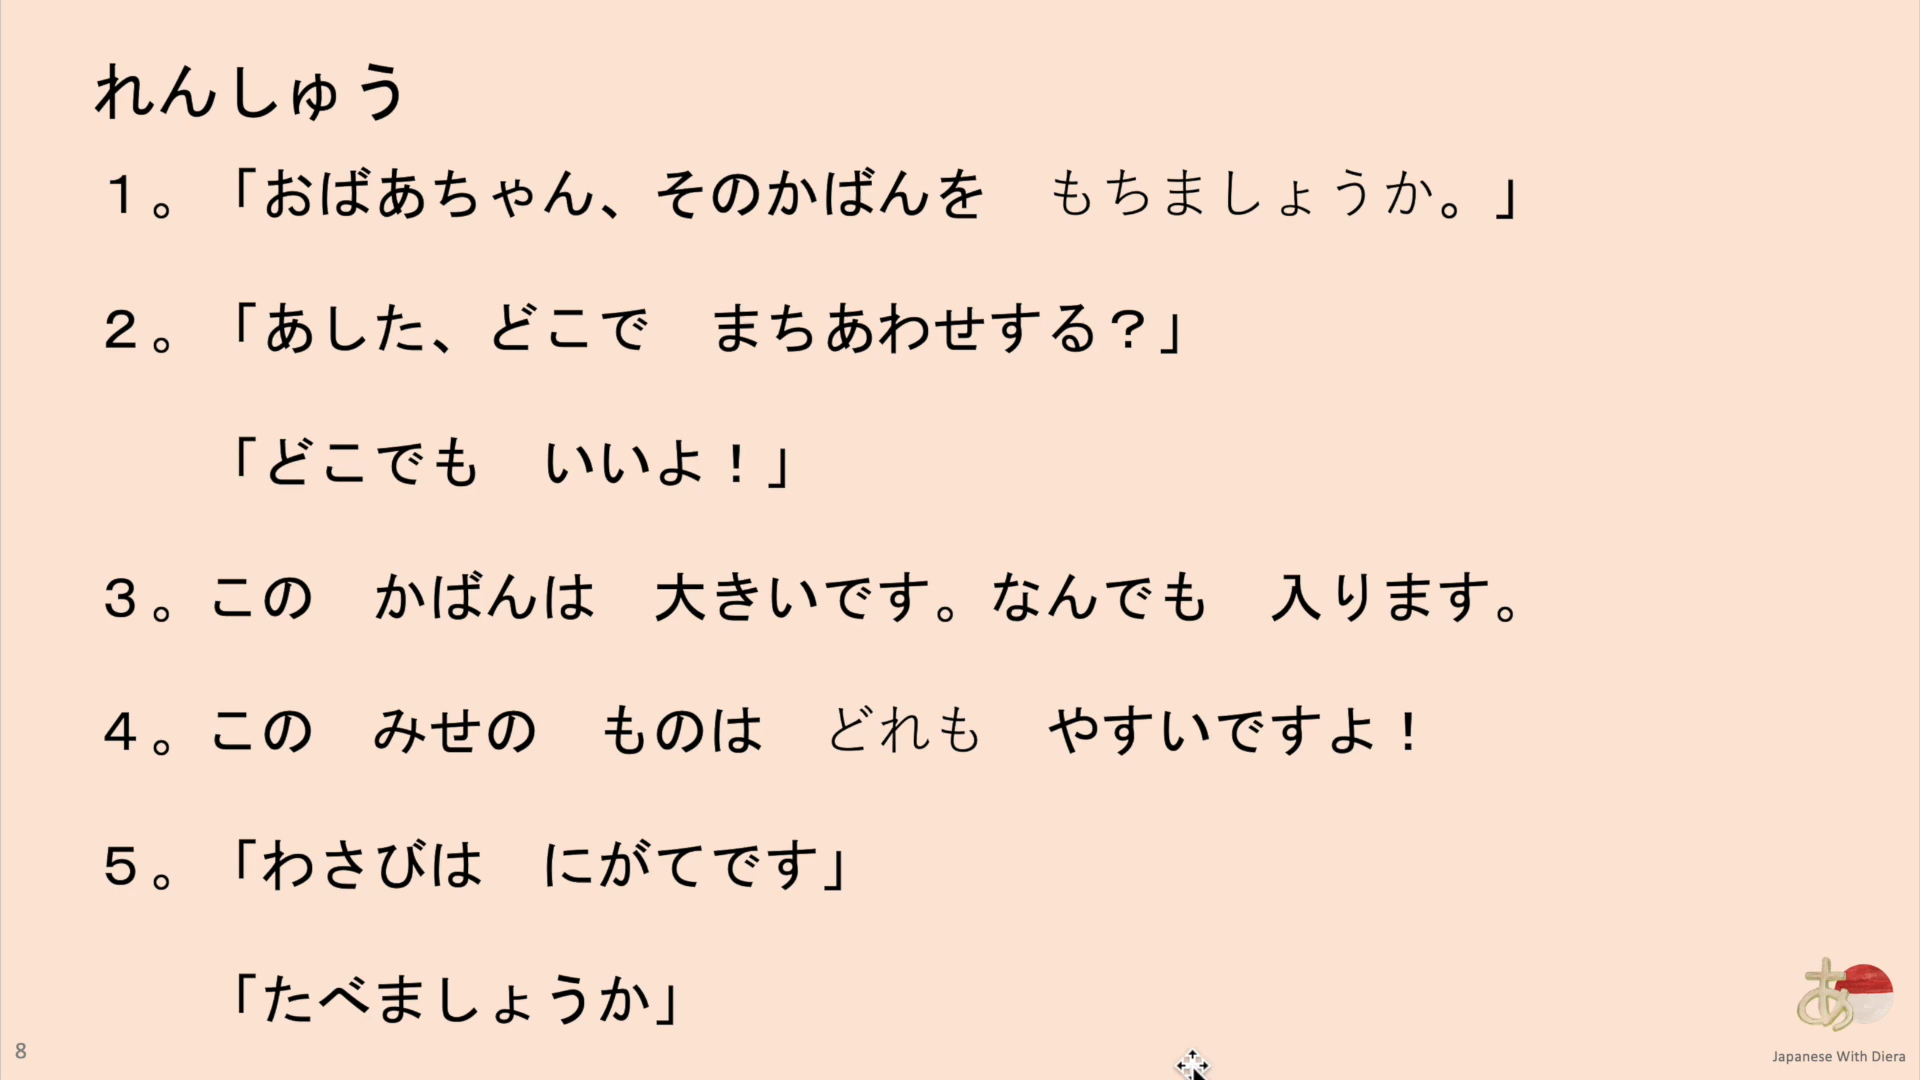 れんしゅう
１。「おばあちゃん、そのかばんを　もちましょうか。」
２。「あした、どこで　まちあわせする？」
「どこでも　いいよ！」
３。この　かばんは　大きいです。なんでも　入ります。
４。この　みせの　ものは　どれも　やすいですよ！
５。「わさびは　にがてです」
「たべましょうか」
8
あ
Japanese With Diera